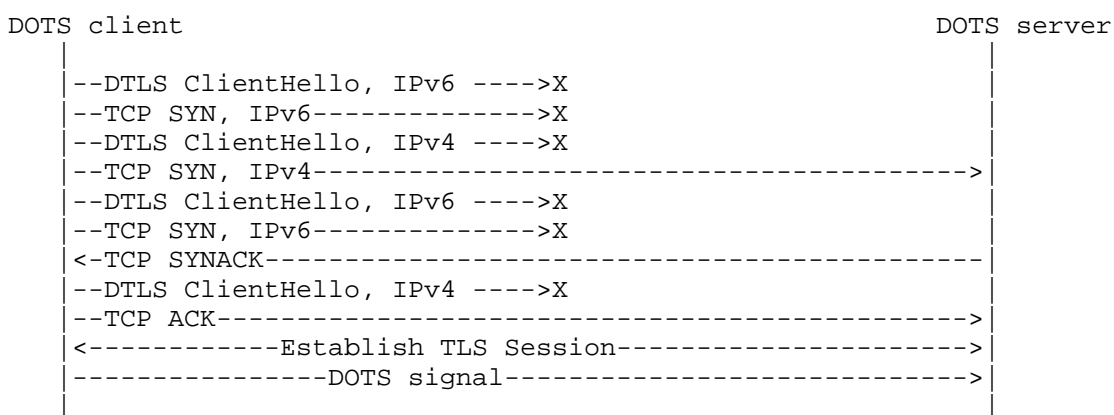 DOTS client                                               DOTS server
   |                                                         |
   |--DTLS ClientHello, IPv6 ---->X                          |
   |--TCP SYN, IPv6-------------->X                          |
   |--DTLS ClientHello, IPv4 ---->X                          |
   |--TCP SYN, IPv4----------------------------------------->|
   |--DTLS ClientHello, IPv6 ---->X                          |
   |--TCP SYN, IPv6-------------->X                          |
   |<-TCP SYNACK---------------------------------------------|
   |--DTLS ClientHello, IPv4 ---->X                          |
   |--TCP ACK----------------------------------------------->|
   |<------------Establish TLS Session---------------------->|
   |----------------DOTS signal----------------------------->|
   |                                                         |